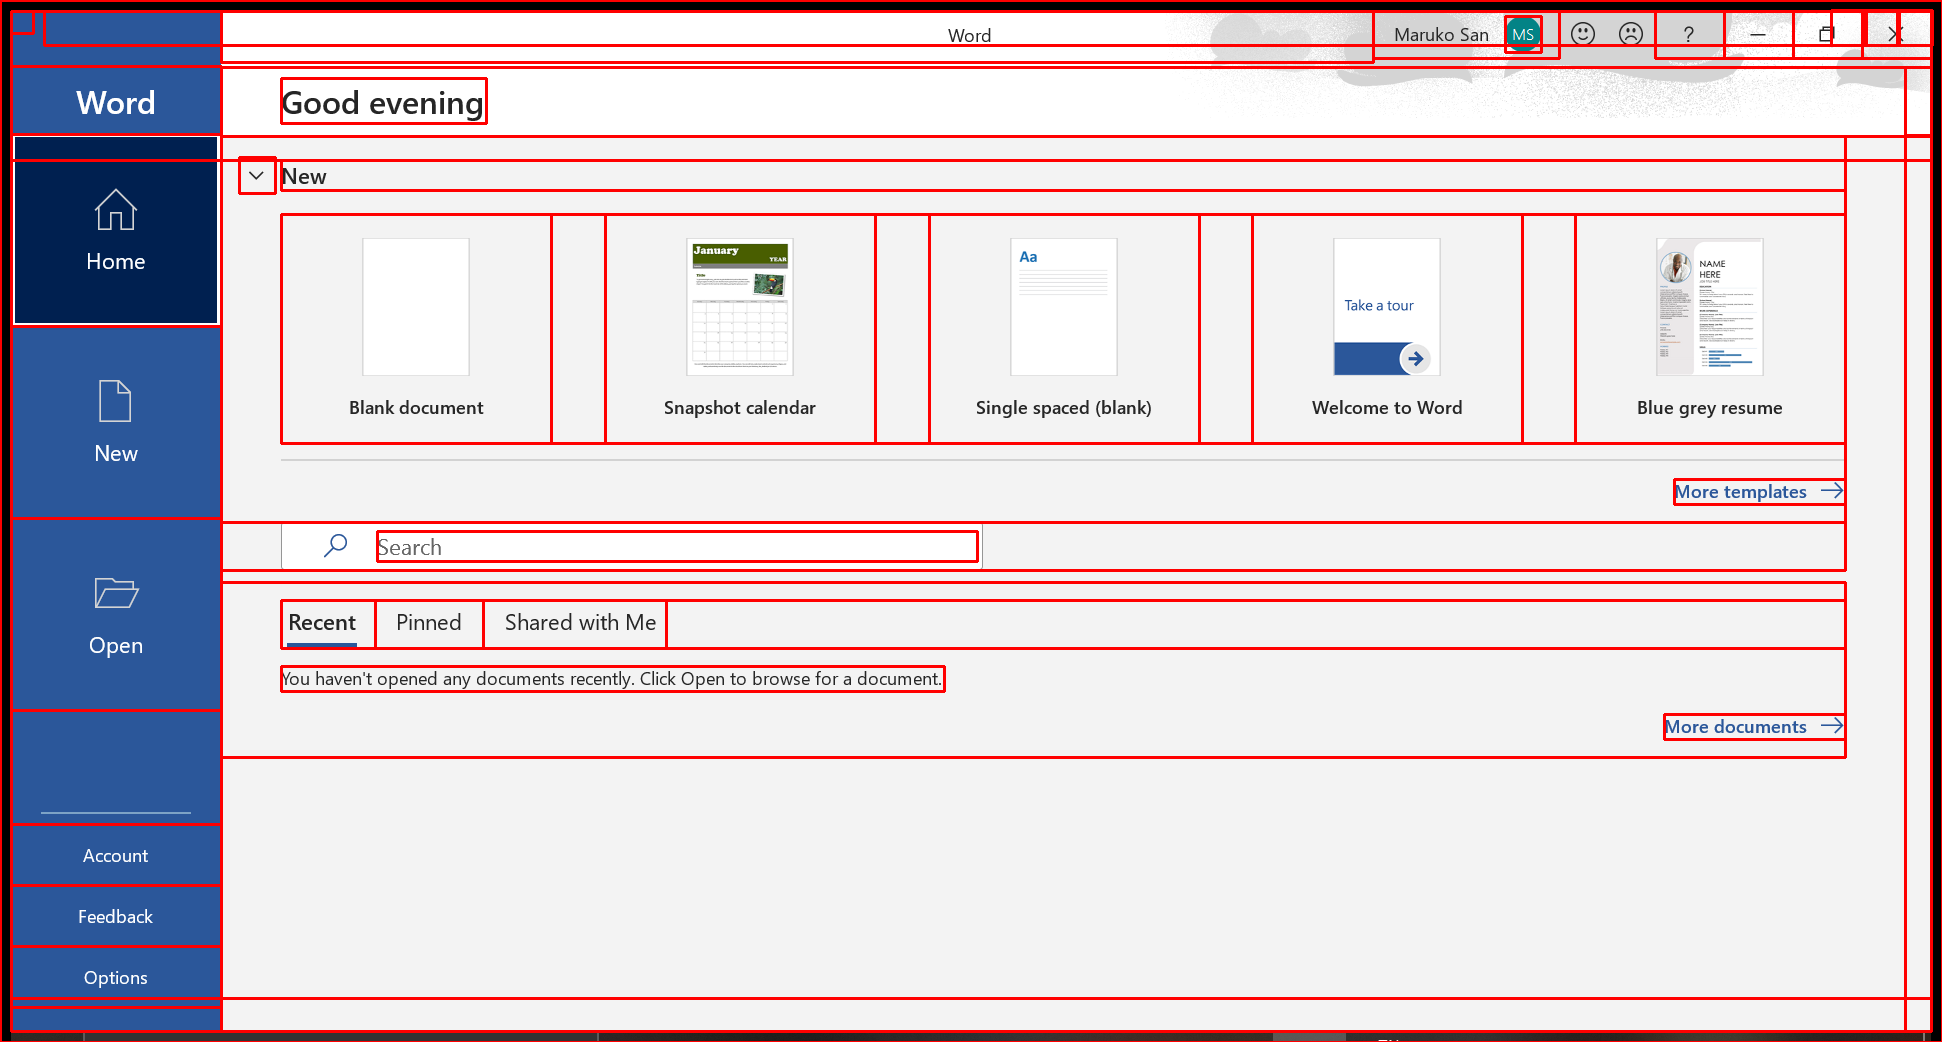 Word
Maruko San
MS
?
Word
Good evening
Home
New
Open
Account
Feedback
Options
New
January
YEAR
Title
Aa
Take a tour
NAME
HERE
Blank document
Snapshot calendar
Single spaced (blank)
Welcome to Word
Blue grey resume
More templates
Search
Recent
Pinned
Shared with Me
You haven't opened any documents recently. Click Open to browse for a document.
More documents